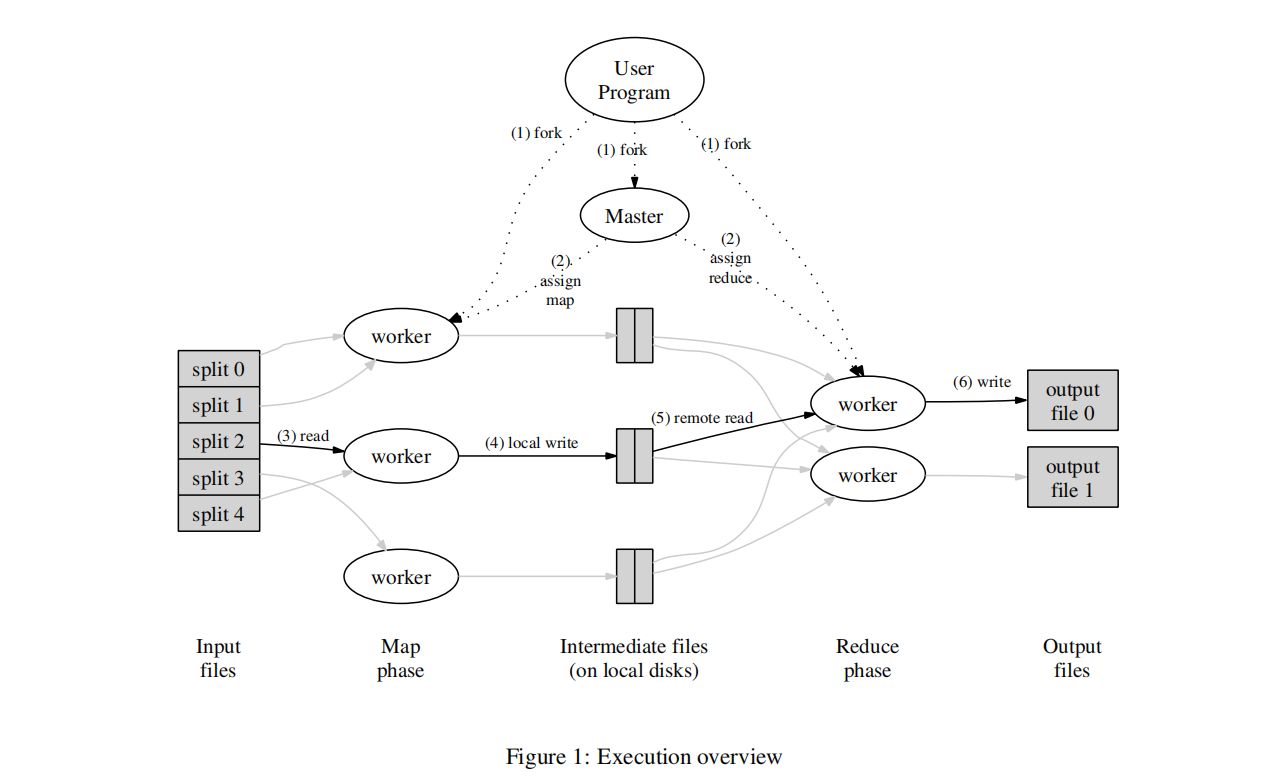 User
Program
(1) fork
(1) fork
(1) fork
Master
(2)
assign
map
(2)
assign
reduce
worker
split 0
split 1
split 2
split 3
split 4
(3) read
worker
(4) local write
(5) remote read
worker
(6) write
output
file 0
worker
output
file 1
worker
Input
files
Map
phase
Intermediate files
(on local disks)
Reduce
phase
Output
files
Figure 1: Execution overview